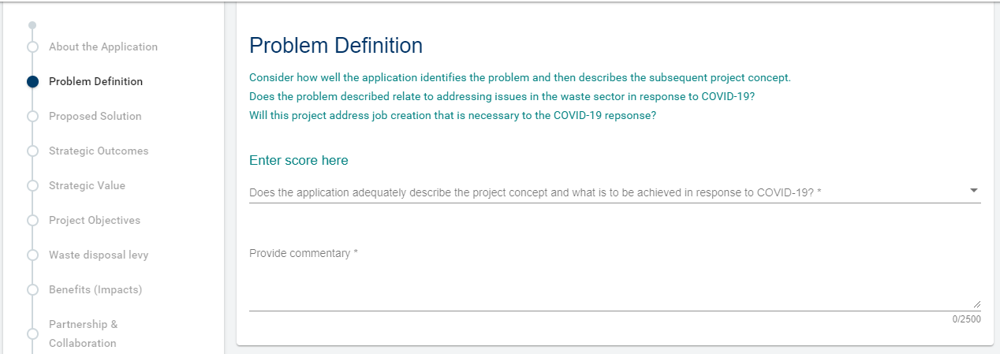 About the Application
Problem Definition
Proposed Solution
Strategic Outcomes
Strategic Value
Project Objectives
Waste disposal levy
Benefits (Impacts)
Partnership &
Collaboration
Problem Definition
Consider how well the application identifies the problem and then describes the subsequent project concept.
Does the problem described relate to addressing issues in the waste sector in response to COVID-19?
Will this project address job creation that is necessary to the COVID-19 repsonse?
Enter score here
Does the application adequately describe the project concept and what is to be achieved in response to COVID-19? *
Provide commentary *
0/2500